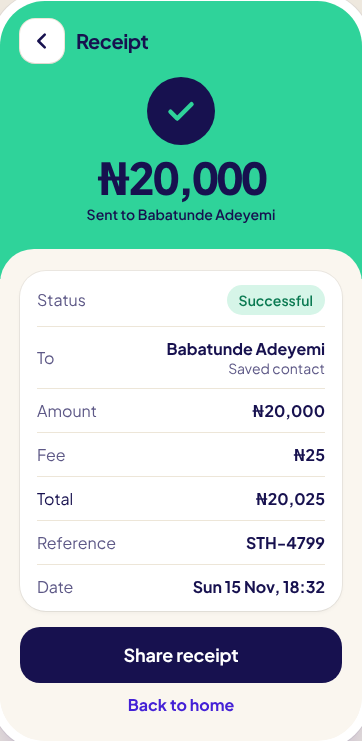 Receipt
₦20,000
Sent to Babatunde Adeyemi
Status Successful
To Babatunde Adeyemi
Saved contact
Amount ₦20,000
Fee ₦25
Total ₦20,025
Reference STH-4799
Date Sun 15 Nov, 18:32
Share receipt
Back to home